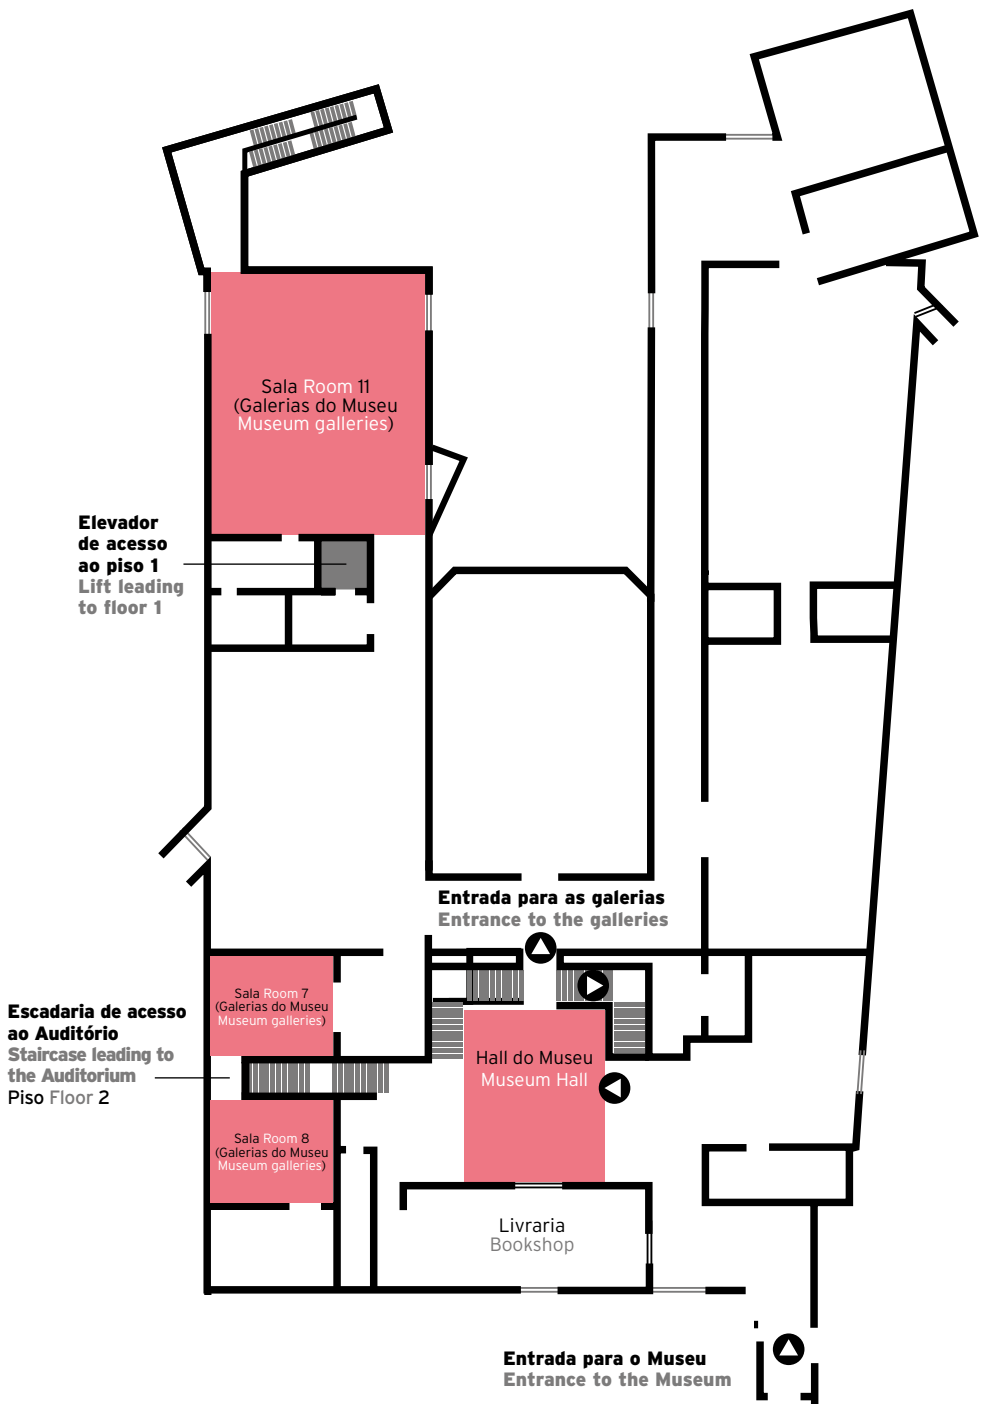 Sala Room 11
(Galerias do Museu
Museum galleries)
Elevador
de acesso
ao piso 1
Lift leading
to floor 1
Entrada para as galerias
Entrance to the galleries
Sala Room 7
(Galerias do Museu
Museum galleries)
Escadaria de acesso
ao Auditório
Staircase leading to
the Auditorium
Piso Floor 2
Hall do Museu
Museum Hall
Sala Room 8
(Galerias do Museu
Museum galleries)
Livraria
Bookshop
Entrada para o Museu
Entrance to the Museum